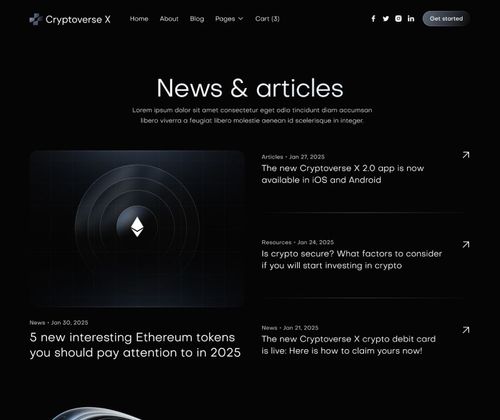 Cryptoverse X
Home About Blog Pages Cart (3)
Get started
News & articles
Lorem ipsum dolor sit amet consectetur eget odio tincidunt diam accumsan
libero viverra a feugiat libero molestie aenean id scelerisque in integer.
News • Jan 30, 2025
5 new interesting Ethereum tokens
you should pay attention to in 2025
Articles • Jan 27, 2025
The new Cryptoverse X 2.0 app is now
available in iOS and Android
Resources • Jan 24, 2025
Is crypto secure? What factors to consider
if you will start investing in crypto
News • Jan 21, 2025
The new Cryptoverse X crypto debit card
is live: Here is how to claim yours now!